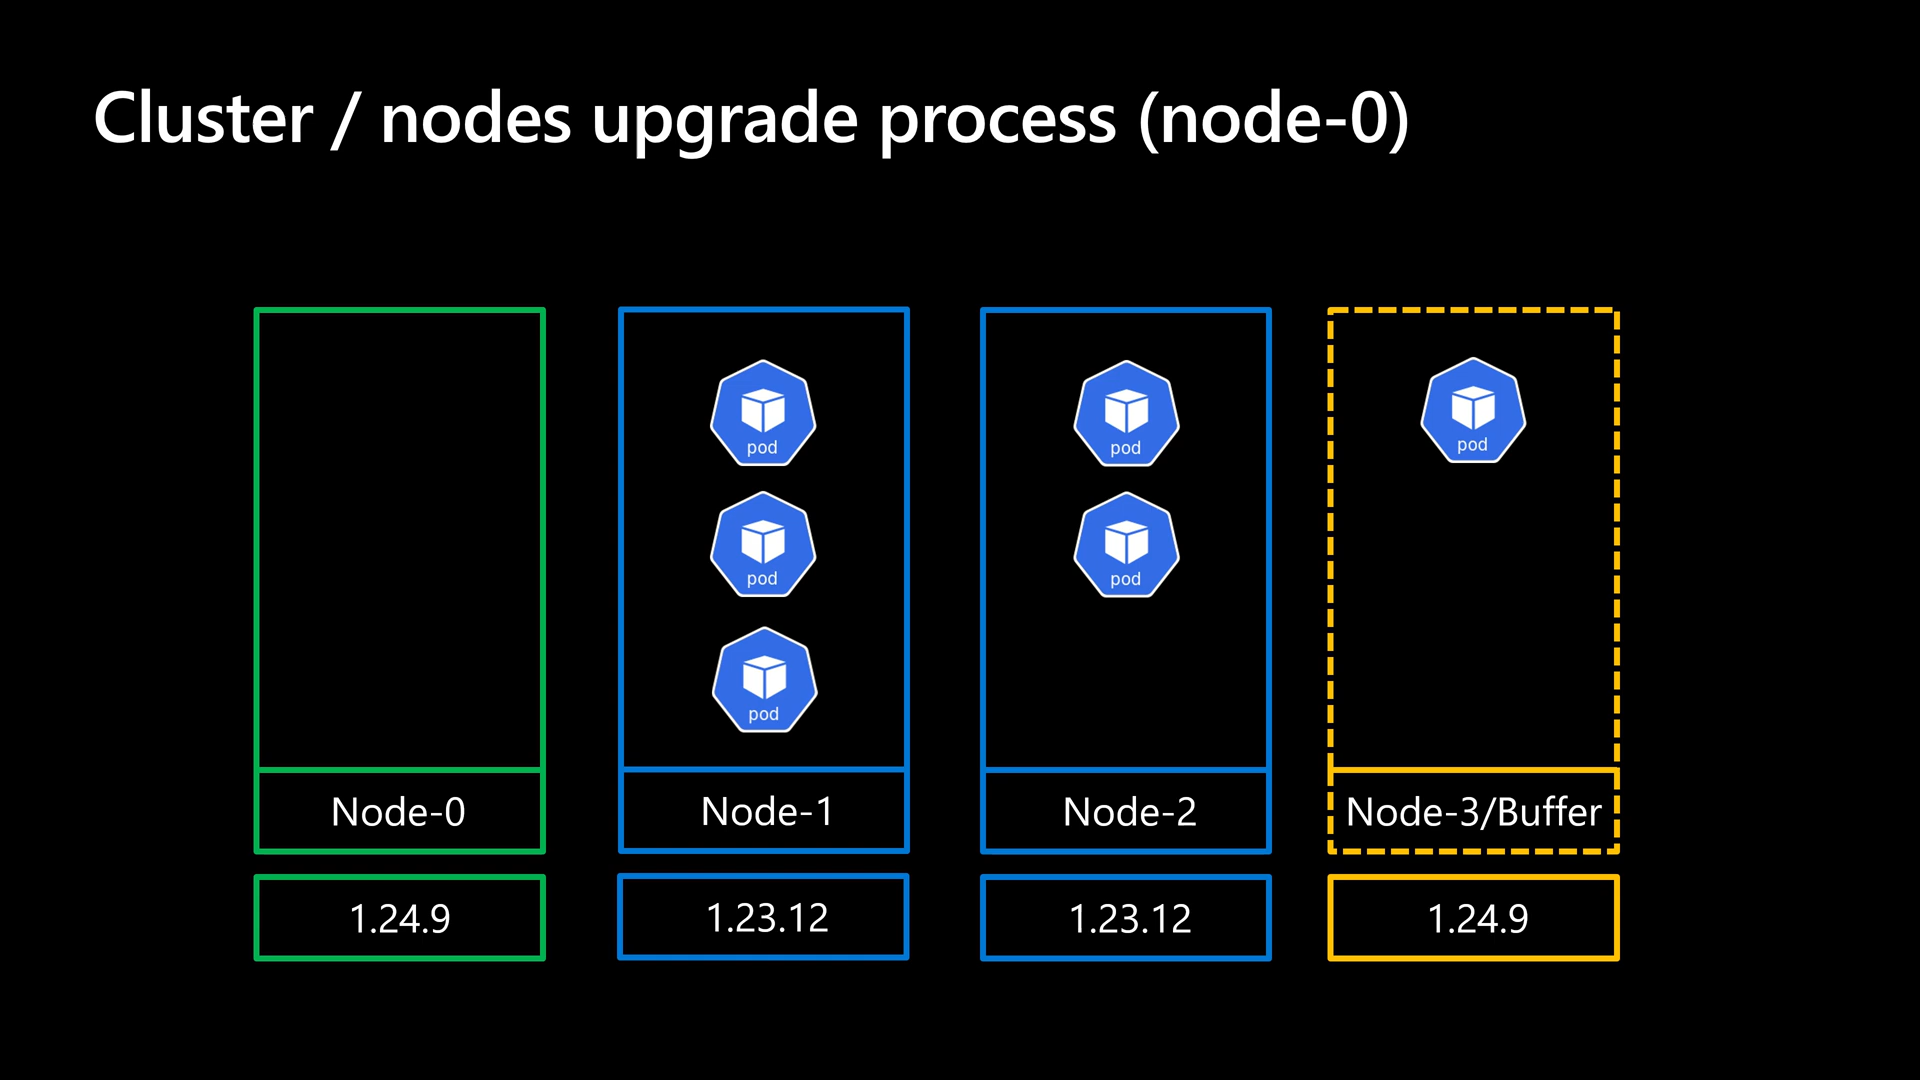 Cluster / nodes upgrade process (node-0)
pod
pod
pod
Node-0
1.24.9
pod
pod
pod
Node-1
1.23.12
Node-2
1.23.12
Node-3/Buffer
1.24.9